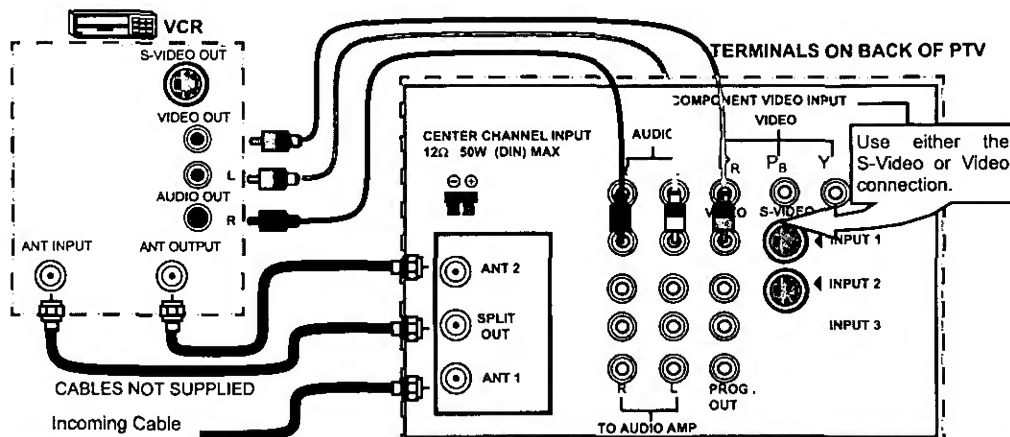 VCR
S-VIDEO OUT
VIDEO OUT
L
AUDIO OUT
R
ANT INPUT
ANT OUTPUT
CABLES NOT SUPPLIED
Incoming Cable
TERMINALS ON BACK OF PTV
COMPONENT VIDEO INPUT
VIDEO
CENTER CHANNEL INPUT
12Ω 50W (DIN) MAX
R
PB
Y
Use either the
S-Video or Video
connection.
S-VIDEO
INPUT 1
ANT 2
INPUT 2
SPLIT
OUT
INPUT 3
ANT 1
R
L
PROG.
OUT
TO AUDIO AMP